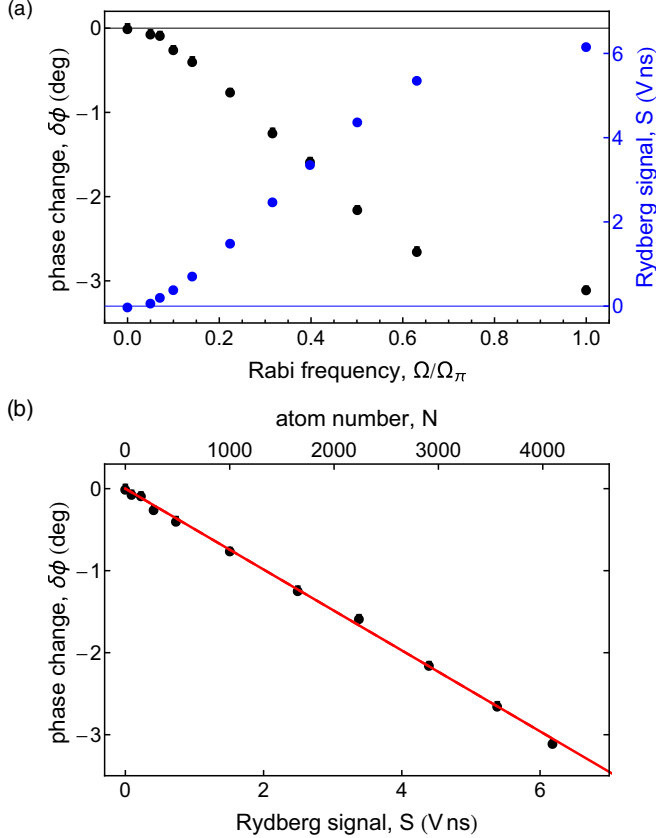 (a)
0
−1
−2
−3
phase change, δϕ (deg)
6
4
2
0
Rydberg signal, S (V ns)
0.0 0.2 0.4 0.6 0.8 1.0
Rabi frequency, Ω/Ωπ
(b)
atom number, N
0 1000 2000 3000 4000
0
−1
−2
−3
phase change, δϕ (deg)
0 2 4 6
Rydberg signal, S (V ns)